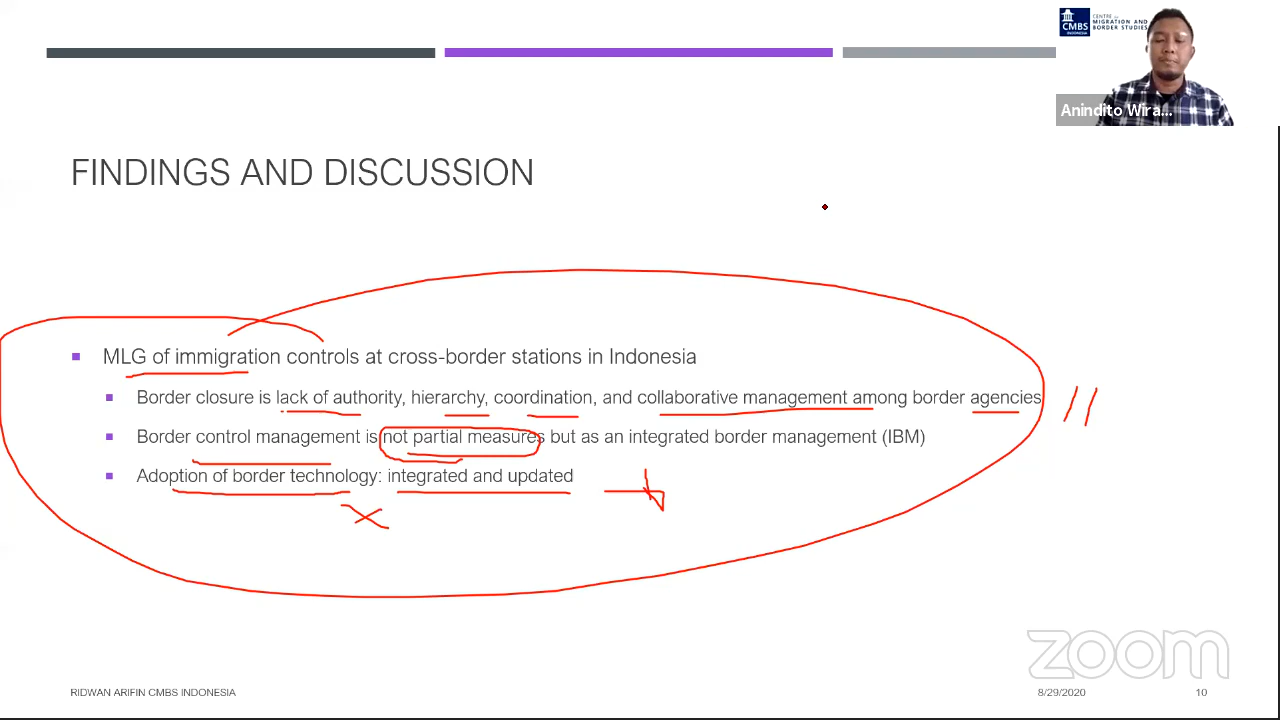 CMBS
INDONESIA
CENTRE for
MIGRATION AND
BORDER STUDIES
Anindito Wira...
FINDINGS AND DISCUSSION
MLG of immigration controls at cross-border stations in Indonesia
Border closure is lack of authority, hierarchy, coordination, and collaborative management among border agencies
Border control management is not partial measures but as an integrated border management (IBM)
Adoption of border technology: integrated and updated
zoom
RIDWAN ARIFIN CMBS INDONESIA
8/29/2020
10